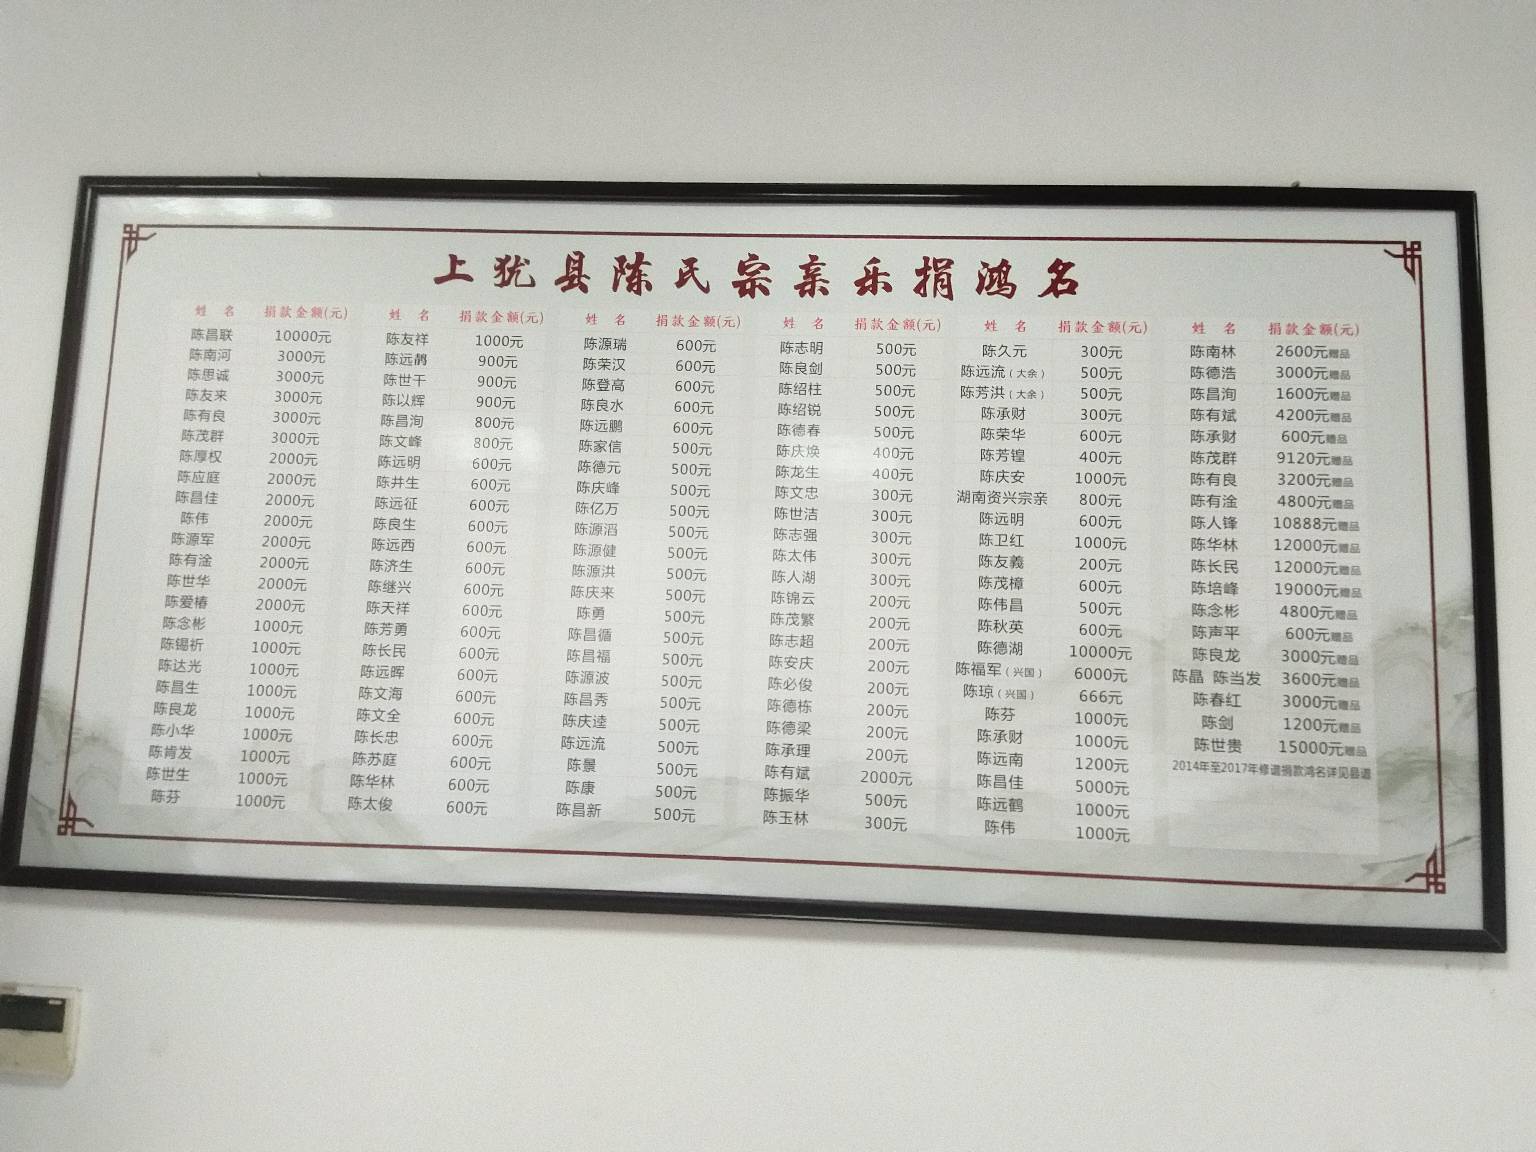 上犹县陈氏宗亲乐捐鸿名
姓 名 捐款金额(元)
陈昌联 10000元
陈南河 3000元
陈思诚 3000元
陈友来 3000元
陈有良 3000元
陈茂群 3000元
陈厚权 2000元
陈应庭 2000元
陈昌佳 2000元
陈伟 2000元
陈源军 2000元
陈有淦 2000元
陈世华 2000元
陈爱椿 2000元
陈念彬 1000元
陈锡祈 1000元
陈达光 1000元
陈昌生 1000元
陈良龙 1000元
陈小华 1000元
陈肯发 1000元
陈世生 1000元
陈芬 1000元
姓 名 捐款金额(元)
陈友祥 1000元
陈远鹊 900元
陈世干 900元
陈以辉 900元
陈昌洵 800元
陈文峰 800元
陈远明 600元
陈井生 600元
陈远征 600元
陈良生 600元
陈远西 600元
陈济生 600元
陈继兴 600元
陈天祥 600元
陈芳勇 600元
陈长民 600元
陈远晖 600元
陈文海 600元
陈文全 600元
陈长忠 600元
陈苏庭 600元
陈华林 600元
陈太俊 600元
姓 名 捐款金额(元)
陈源瑞 600元
陈荣汉 600元
陈登高 600元
陈良水 600元
陈远鹏 600元
陈家信 500元
陈德元 500元
陈庆峰 500元
陈亿万 500元
陈源滔 500元
陈源健 500元
陈源洪 500元
陈庆来 500元
陈勇 500元
陈昌循 500元
陈昌福 500元
陈源波 500元
陈昌秀 500元
陈庆逵 500元
陈远流 500元
陈景 500元
陈康 500元
陈昌新 500元
姓 名 捐款金额(元)
陈志明 500元
陈良剑 500元
陈绍柱 500元
陈绍锐 500元
陈德春 500元
陈庆焕 400元
陈龙生 400元
陈文忠 300元
陈世洁 300元
陈志强 300元
陈太伟 300元
陈人湖 300元
陈锦云 200元
陈茂繁 200元
陈志超 200元
陈安庆 200元
陈必俊 200元
陈德栋 200元
陈德梁 200元
陈承理 200元
陈有斌 2000元
陈振华 500元
陈玉林 300元
姓 名 捐款金额(元)
陈久元 300元
陈远流(大余) 500元
陈芳洪(大余) 500元
陈承财 300元
陈荣华 600元
陈芳锽 400元
陈庆安 1000元
湖南资兴宗亲 800元
陈远明 600元
陈卫红 1000元
陈友義 200元
陈茂樟 600元
陈伟昌 500元
陈秋英 600元
陈德湖 10000元
陈福军(兴国) 6000元
陈琼(兴国) 666元
陈芬 1000元
陈承财 1000元
陈远南 1200元
陈昌佳 5000元
陈远鹤 1000元
陈伟 1000元
姓 名 捐款金额(元)
陈南林 2600元赠品
陈德浩 3000元赠品
陈昌洵 1600元赠品
陈有斌 4200元赠品
陈承财 600元赠品
陈茂群 9120元赠品
陈有良 3200元赠品
陈有淦 4800元赠品
陈人锋 10888元赠品
陈华林 12000元赠品
陈长民 12000元赠品
陈培峰 19000元赠品
陈念彬 4800元赠品
陈声平 600元赠品
陈良龙 3000元赠品
陈晶 陈当发 3600元赠品
陈春红 3000元赠品
陈剑 1200元赠品
陈世贵 15000元赠品
2014年至2017年修谱捐款鸿名详见县谱